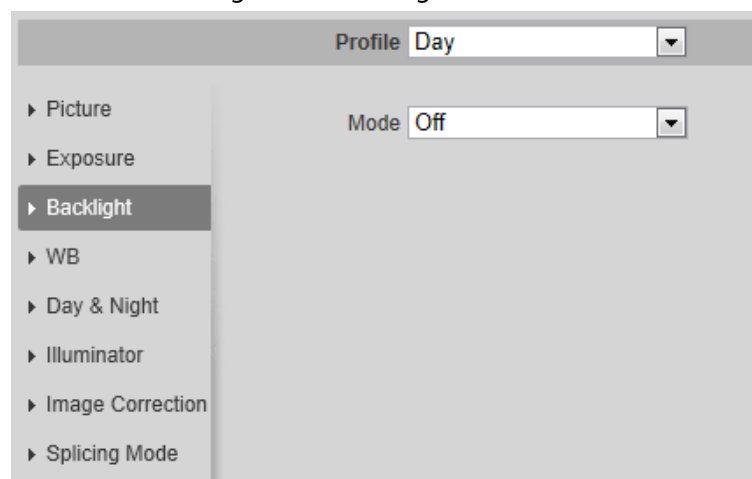 Profile Day
Picture
Mode Off
Exposure
Backlight
WB
Day & Night
Illuminator
Image Correction
Splicing Mode